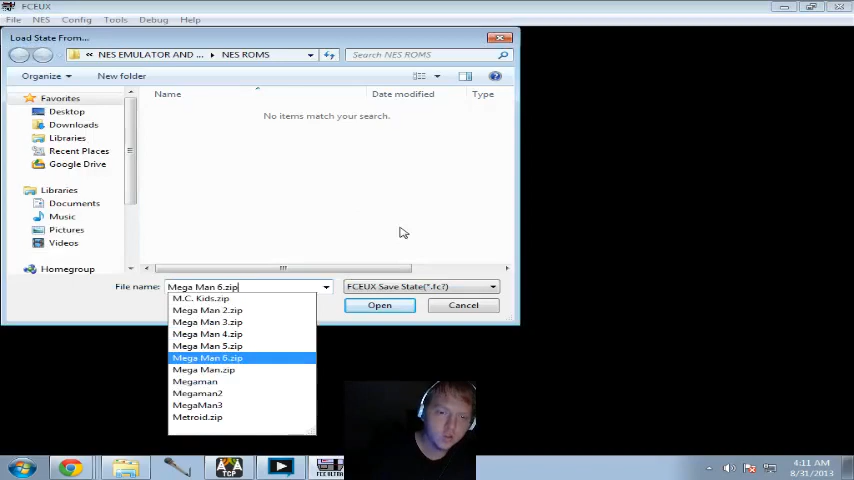 FCEUX
File NES Config Tools Debug Help
Load State From...
« NES EMULATOR AND ... ▸ NES ROMS
Search NES ROMS
Organize New folder
Name Date modified Type
No items match your search.
Favorites
Desktop
Downloads
Libraries
Recent Places
Google Drive
Libraries
Documents
Music
Pictures
Videos
Homegroup
File name: Mega Man 6.zip FCEUX Save State(*.fc?)
Open Cancel
M.C. Kids.zip
Mega Man 2.zip
Mega Man 3.zip
Mega Man 4.zip
Mega Man 5.zip
Mega Man 6.zip
Mega Man.zip
Megaman
Megaman2
MegaMan3
Metroid.zip
TCP
FCE ULTRA
4:11 AM
8/31/2013